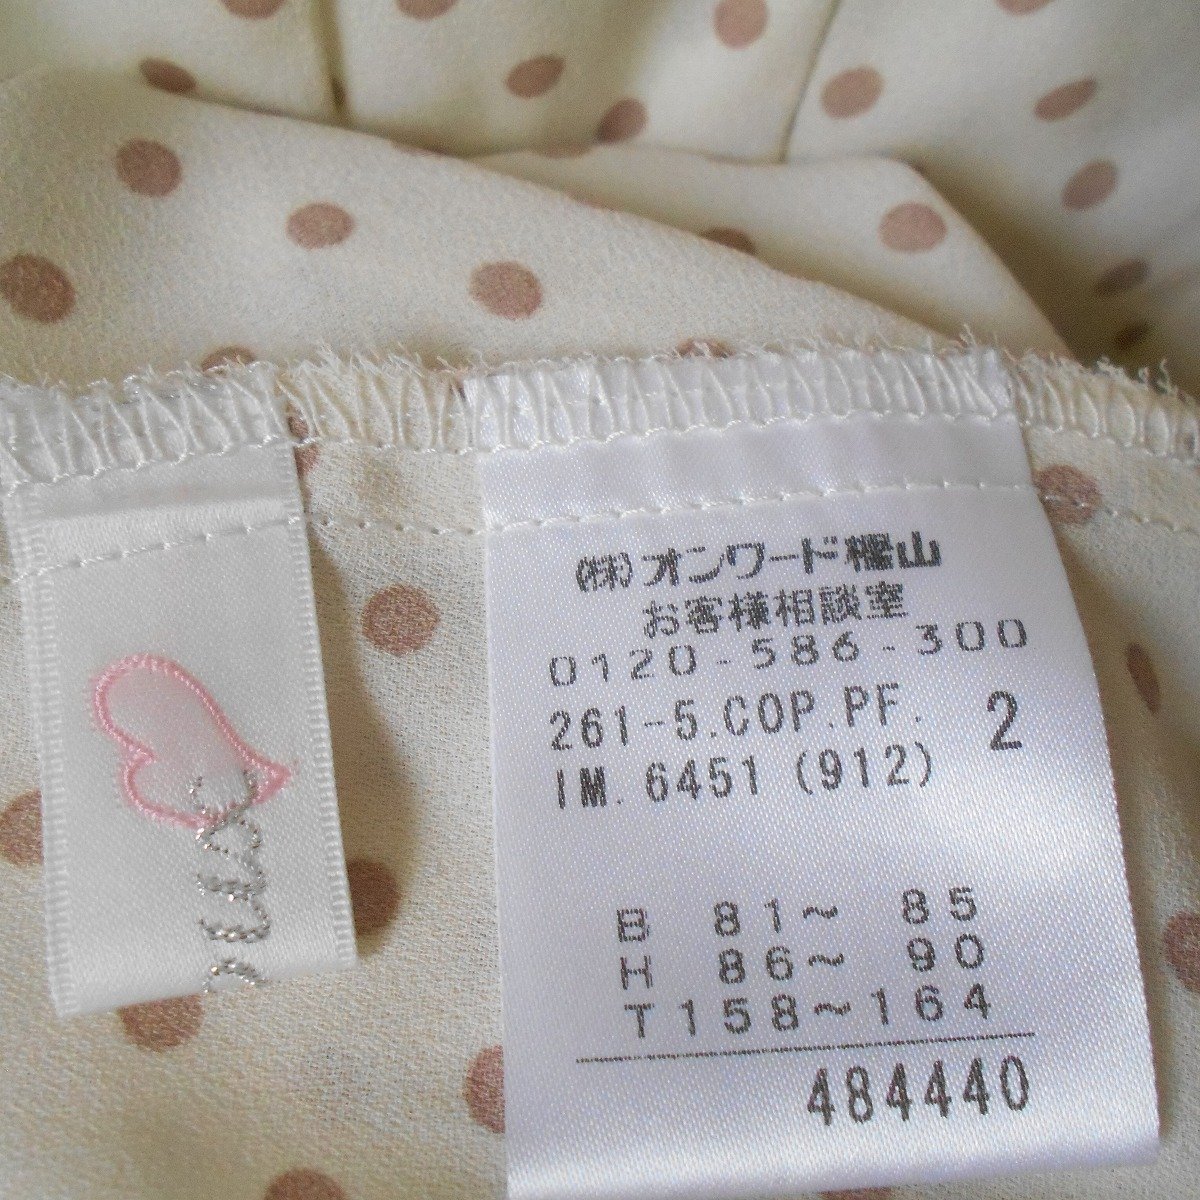 (株)オンワード樫山
お客様相談室
0120-586-300
261-5.COP.PF. 2
IM. 6451 (912)
B 81～ 85
H 86～ 90
T158～164
484440